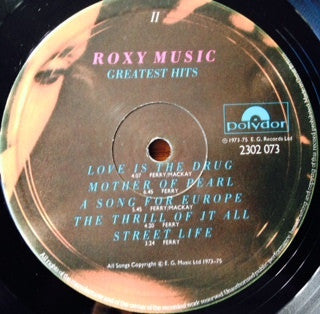 II
ROXY MUSIC
GREATEST HITS
Polydor
℗ 1973-75 E. G. Records Ltd
2302 073
LOVE IS THE DRUG
4:07 FERRY/MACKAY
MOTHER OF PEARL
6.45 FERRY
A SONG FOR EUROPE
5.45 FERRY/MACKAY
THE THRILL OF IT ALL
4.20 FERRY
STREET LIFE
3:24 FERRY
All Songs Copyright © E. G. Music Ltd 1973-75